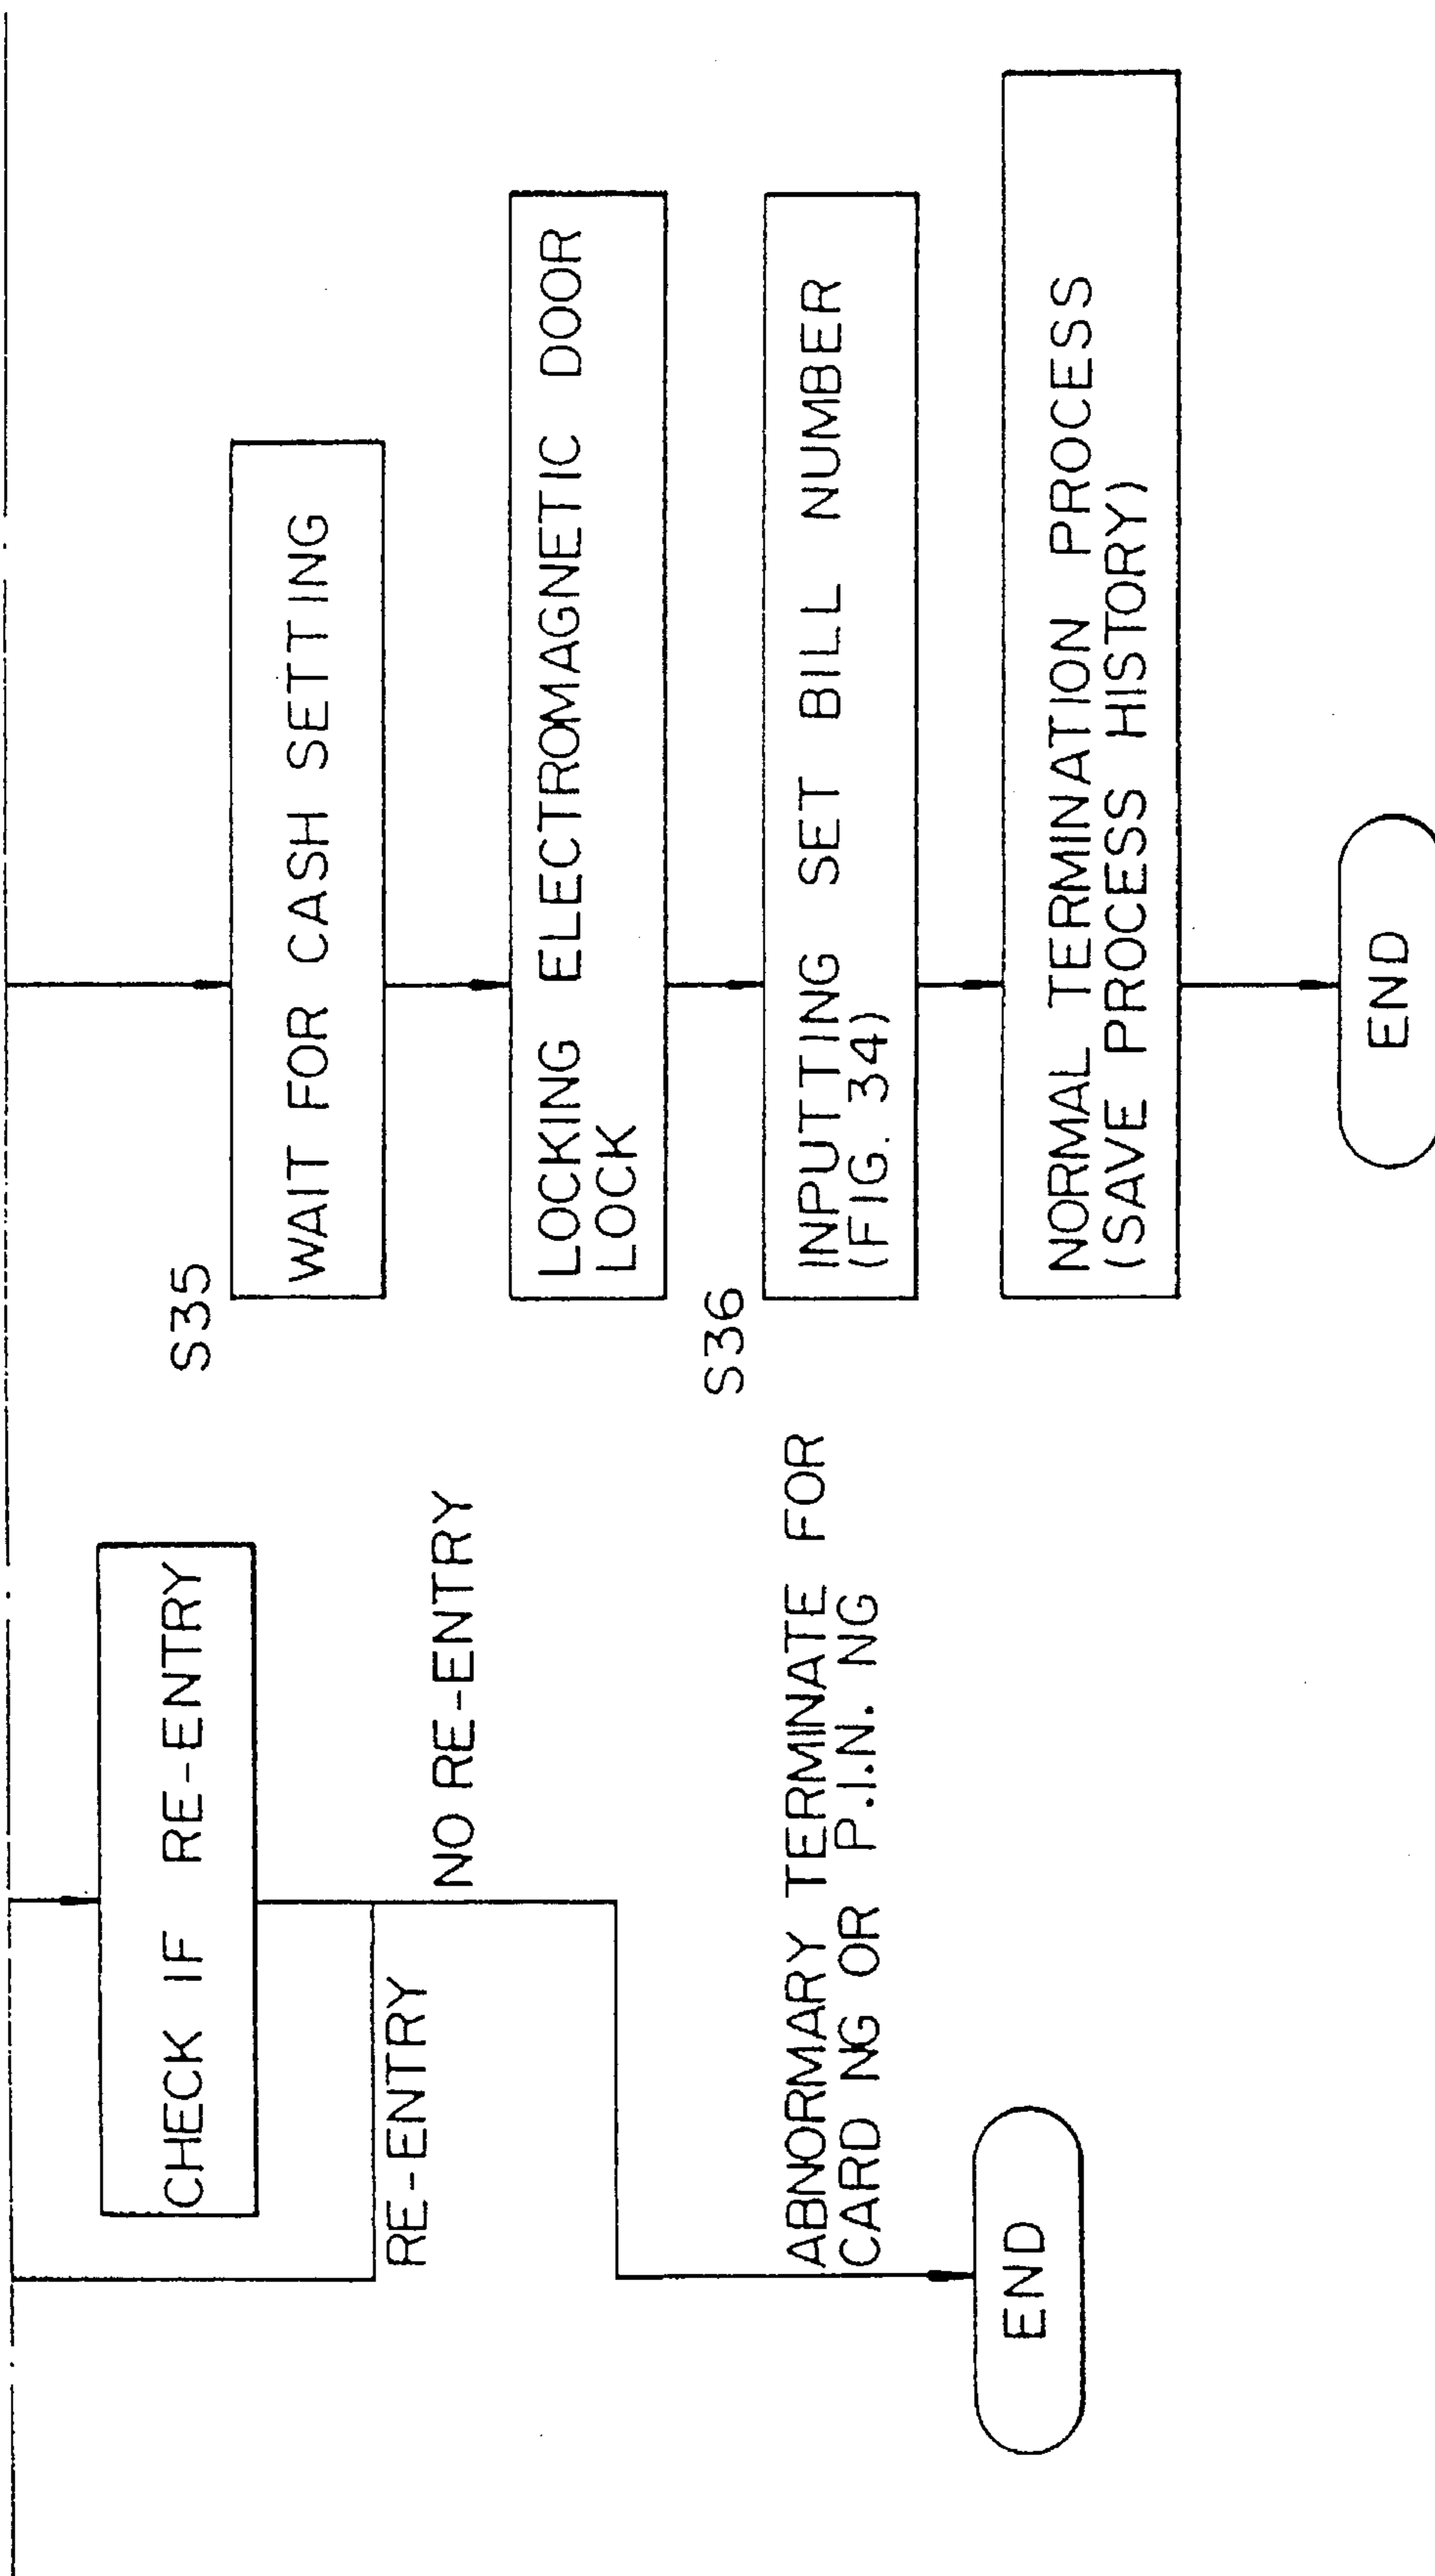 CHECK IF RE-ENTRY
RE-ENTRY
NO RE-ENTRY
ABNORMARY TERMINATE FOR
CARD NG OR P.I.N. NG
END
S35
WAIT FOR CASH SETTING
LOCKING ELECTROMAGNETIC DOOR
LOCK
S36
INPUTTING SET BILL NUMBER
(FIG. 34)
NORMAL TERMINATION PROCESS
(SAVE PROCESS HISTORY)
END